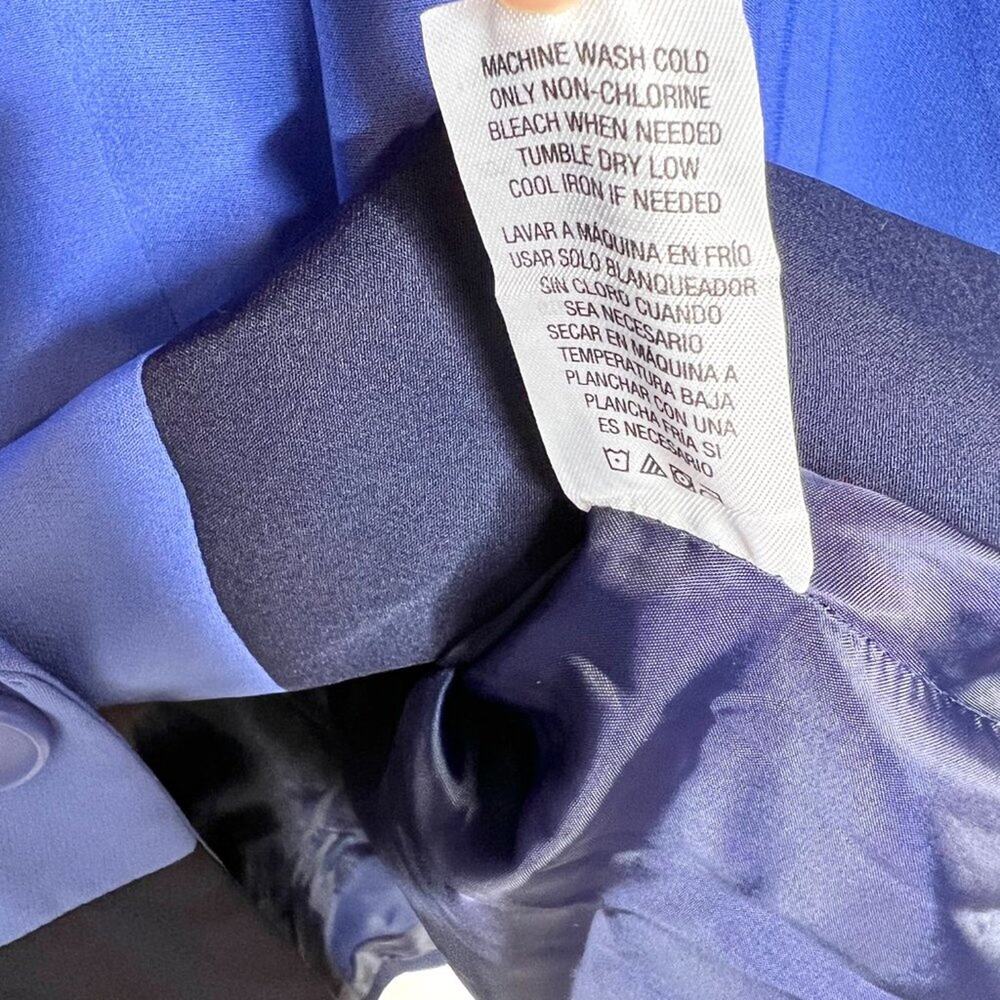 MACHINE WASH COLD
ONLY NON-CHLORINE
BLEACH WHEN NEEDED
TUMBLE DRY LOW
COOL IRON IF NEEDED
LAVAR A MÁQUINA EN FRÍO
USAR SOLO BLANQUEADOR
SIN CLORO CUANDO
SEA NECESARIO
SECAR EN MÁQUINA A
TEMPERATURA BAJA
PLANCHAR CON UNA
PLANCHA FRÍA SI
ES NECESARIO